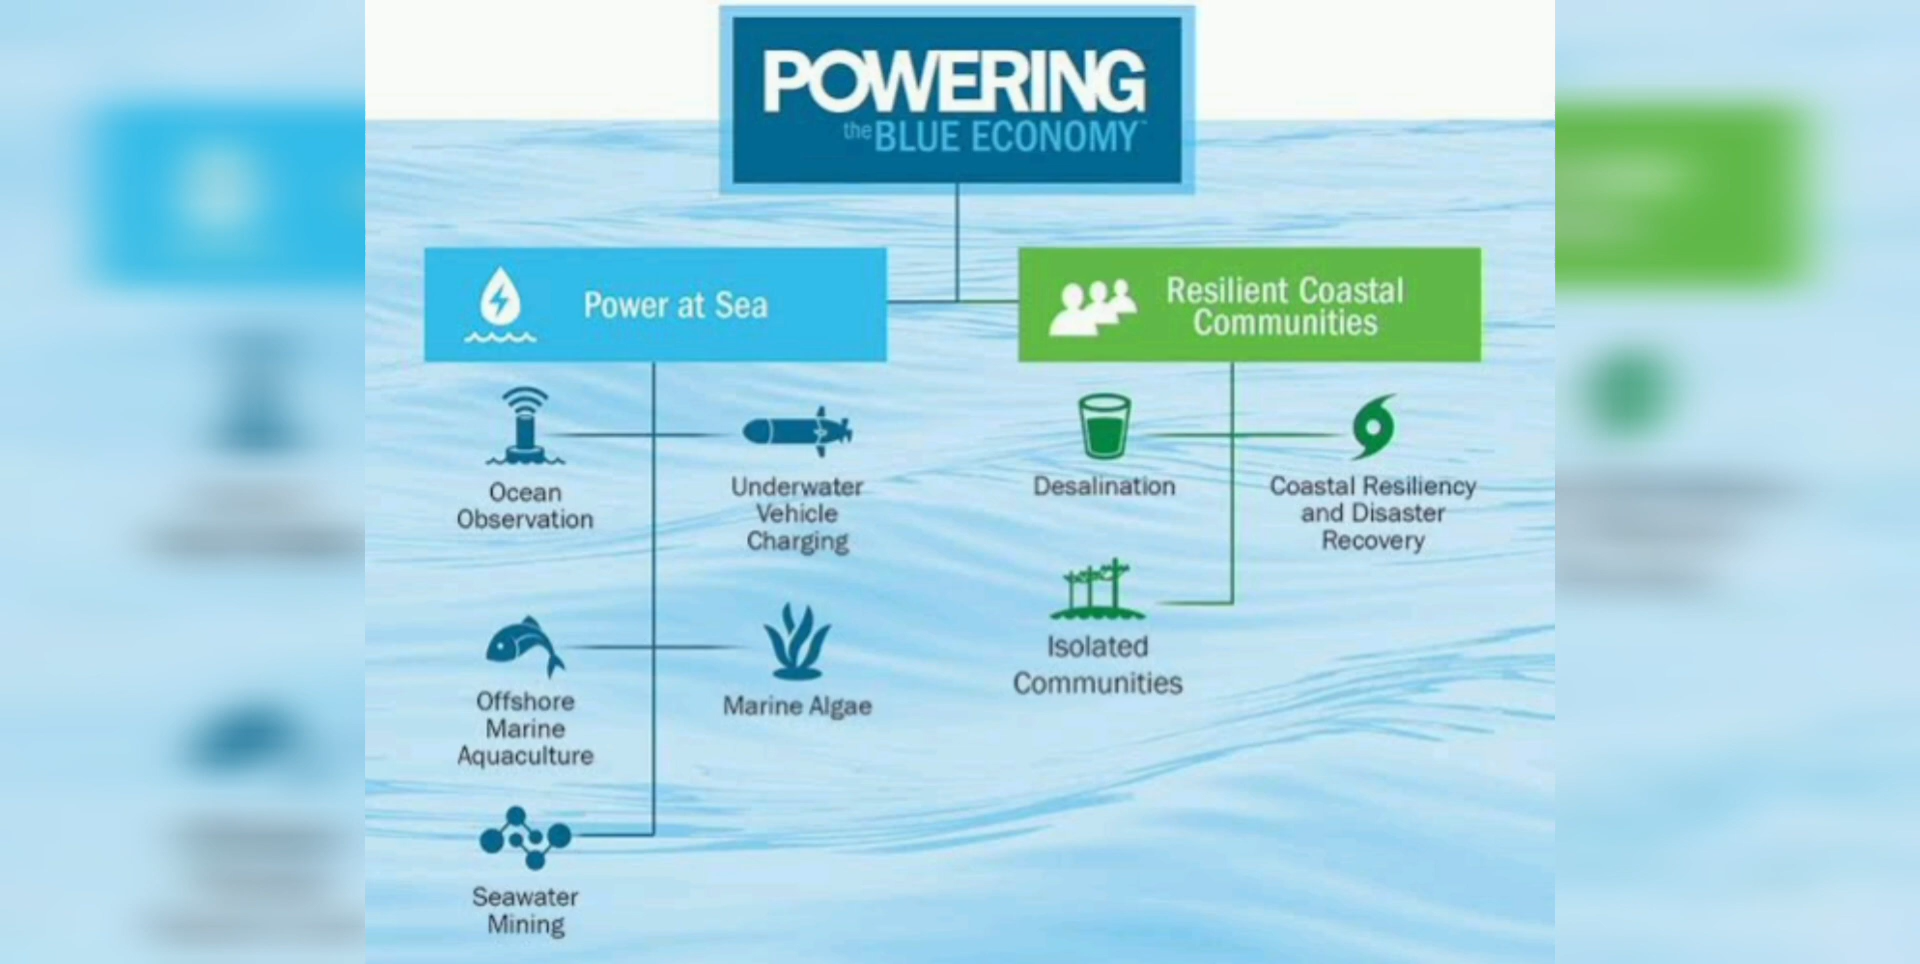 POWERING
the BLUE ECONOMY™
Power at Sea
Resilient Coastal
Communities
Ocean
Observation
Underwater
Vehicle
Charging
Offshore
Marine
Aquaculture
Marine Algae
Seawater
Mining
Desalination
Coastal Resiliency
and Disaster
Recovery
Isolated
Communities